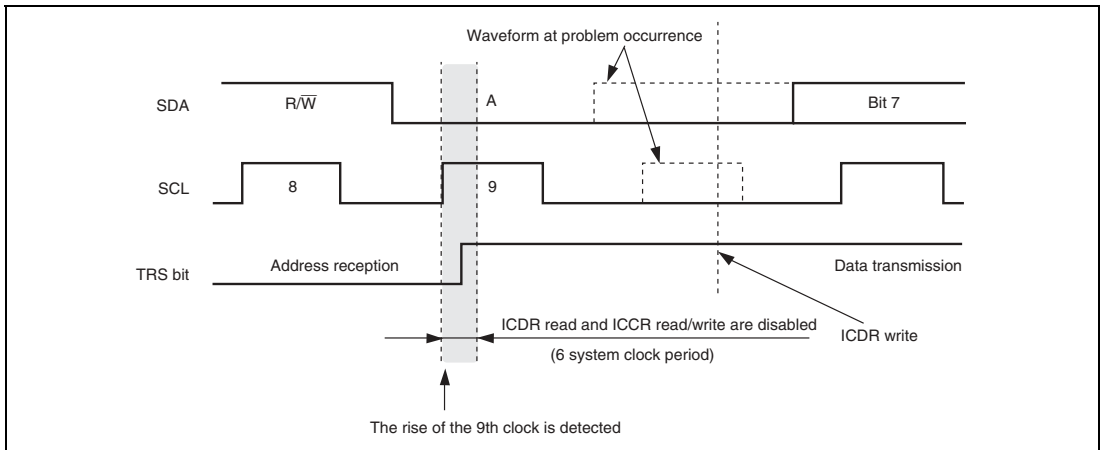 Waveform at problem occurrence
SDA
R/W̅
A
Bit 7
SCL
8
9
TRS bit
Address reception
Data transmission
ICDR read and ICCR read/write are disabled
(6 system clock period)
ICDR write
The rise of the 9th clock is detected